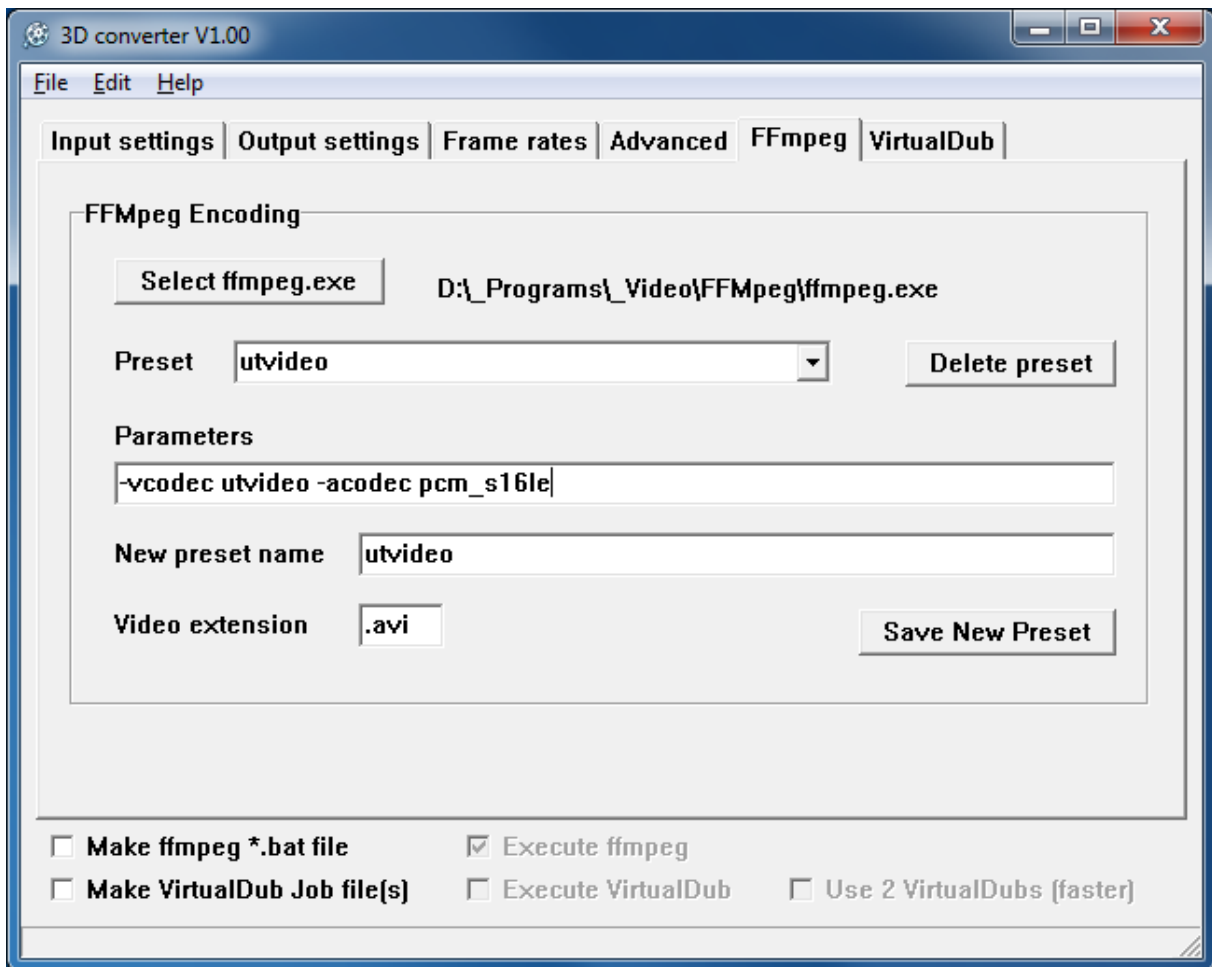 3D converter V1.00
File Edit Help
Input settings Output settings Frame rates Advanced FFmpeg VirtualDub
FFMpeg Encoding
Select ffmpeg.exe D:\_Programs\_Video\FFMpeg\ffmpeg.exe
Preset utvideo Delete preset
Parameters
-vcodec utvideo -acodec pcm_s16le
New preset name utvideo
Video extension .avi Save New Preset
Make ffmpeg *.bat file Execute ffmpeg
Make VirtualDub Job file(s) Execute VirtualDub Use 2 VirtualDubs (faster)